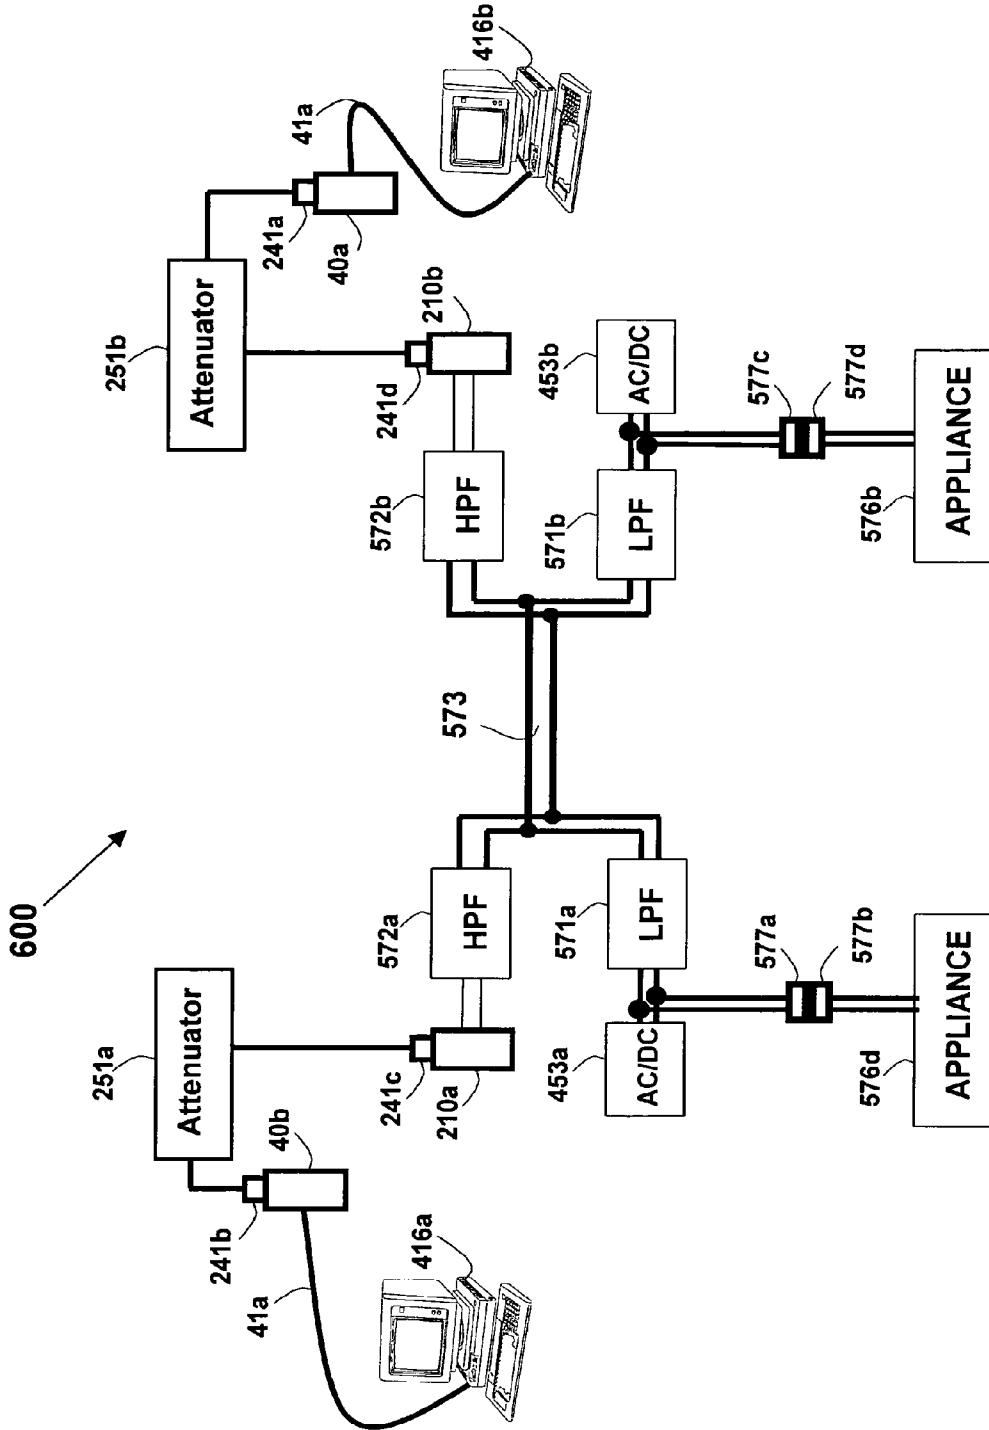 600
251a
Attenuator
40b
241b
41a
416a
241c
210a
572a
HPF
573
571a
LPF
453a
AC/DC
577a
577b
576d
APPLIANCE
251b
Attenuator
241a
40a
41a
416b
241d
210b
572b
HPF
571b
LPF
453b
AC/DC
577c
577d
576b
APPLIANCE